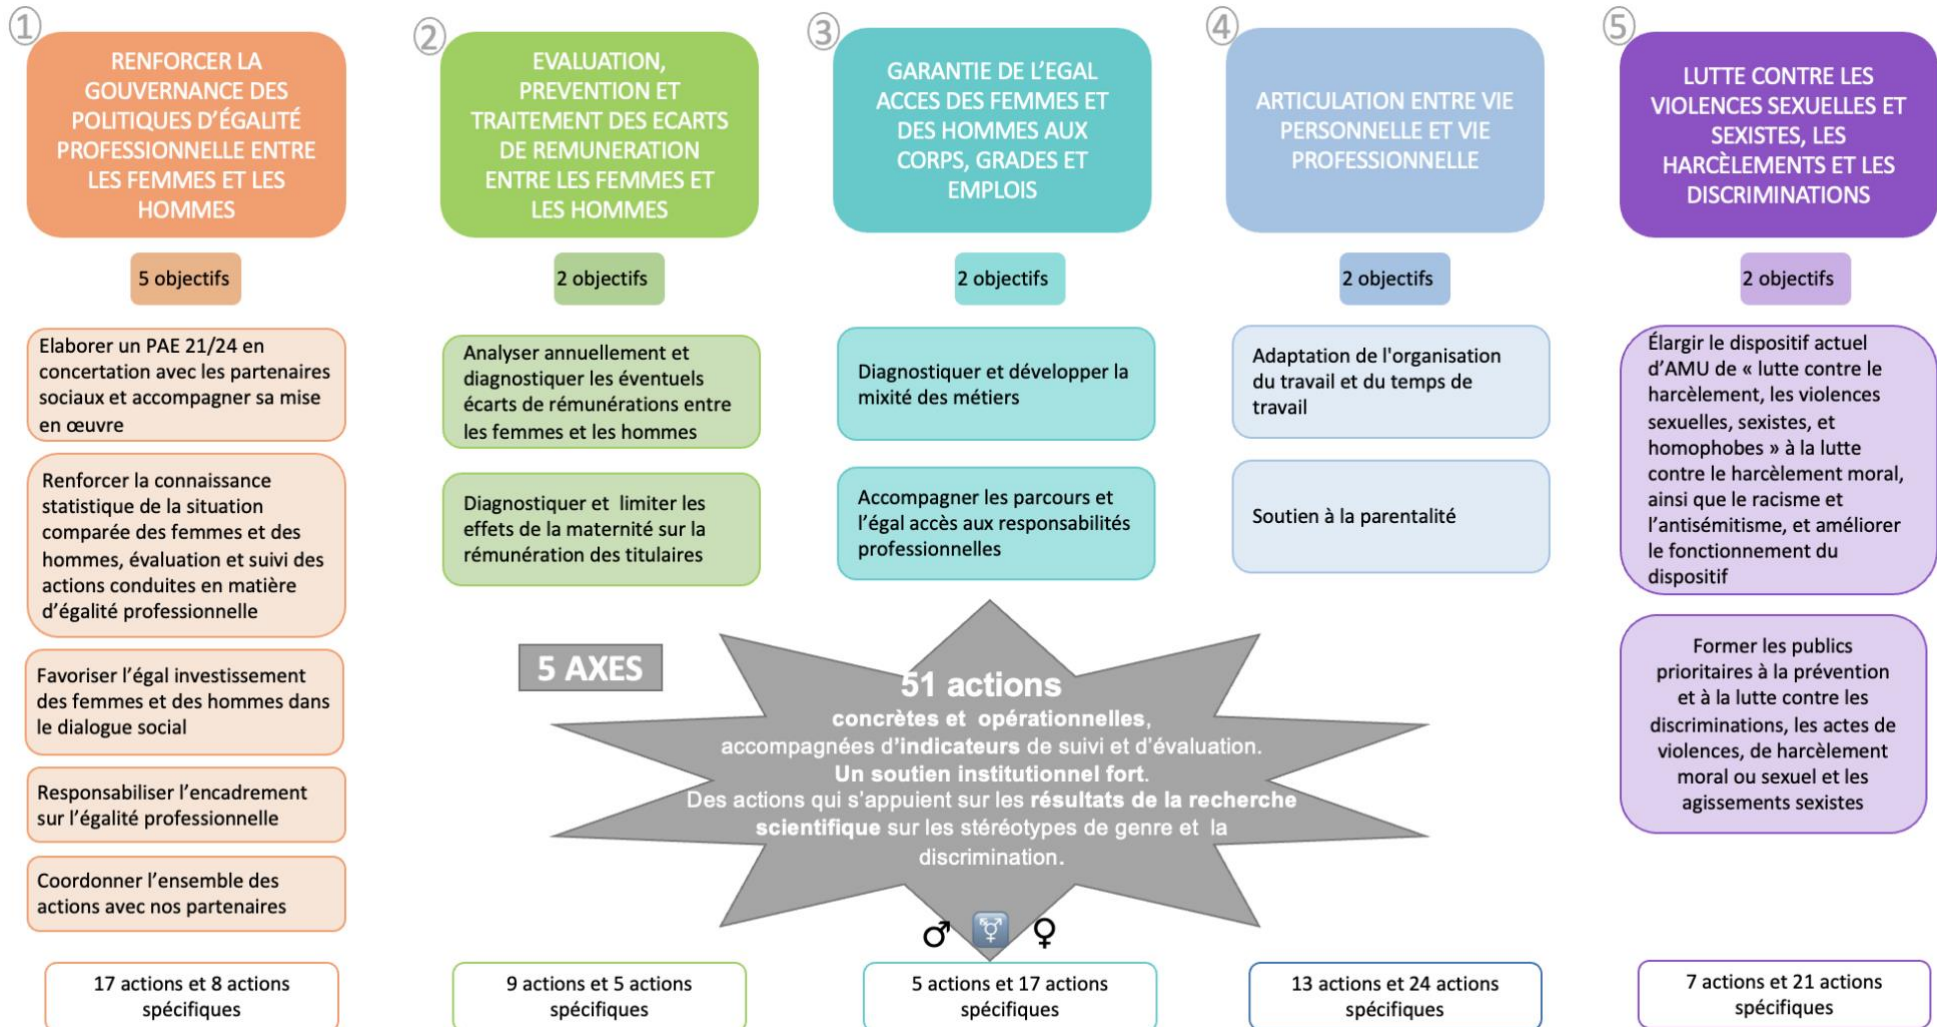 1
RENFORCER LA
GOUVERNANCE DES
POLITIQUES D’ÉGALITÉ
PROFESSIONNELLE ENTRE
LES FEMMES ET LES
HOMMES
5 objectifs
Elaborer un PAE 21/24 en
concertation avec les partenaires
sociaux et accompagner sa mise
en œuvre
Renforcer la connaissance
statistique de la situation
comparée des femmes et des
hommes, évaluation et suivi des
actions conduites en matière
d’égalité professionnelle
Favoriser l’égal investissement
des femmes et des hommes dans
le dialogue social
Responsabiliser l’encadrement
sur l’égalité professionnelle
Coordonner l’ensemble des
actions avec nos partenaires
17 actions et 8 actions
spécifiques
2
EVALUATION,
PREVENTION ET
TRAITEMENT DES ECARTS
DE REMUNERATION
ENTRE LES FEMMES ET
LES HOMMES
2 objectifs
Analyser annuellement et
diagnostiquer les éventuels
écarts de rémunérations entre
les femmes et les hommes
Diagnostiquer et  limiter les
effets de la maternité sur la
rémunération des titulaires
9 actions et 5 actions
spécifiques
3
GARANTIE DE L’EGAL
ACCES DES FEMMES ET
DES HOMMES AUX
CORPS, GRADES ET
EMPLOIS
2 objectifs
Diagnostiquer et développer la
mixité des métiers
Accompagner les parcours et
l’égal accès aux responsabilités
professionnelles
5 actions et 17 actions
spécifiques
4
ARTICULATION ENTRE VIE
PERSONNELLE ET VIE
PROFESSIONNELLE
2 objectifs
Adaptation de l'organisation
du travail et du temps de
travail
Soutien à la parentalité
13 actions et 24 actions
spécifiques
5
LUTTE CONTRE LES
VIOLENCES SEXUELLES ET
SEXISTES, LES
HARCÈLEMENTS ET LES
DISCRIMINATIONS
2 objectifs
Élargir le dispositif actuel
d’AMU de « lutte contre le
harcèlement, les violences
sexuelles, sexistes, et
homophobes » à la lutte
contre le harcèlement moral,
ainsi que le racisme et
l’antisémitisme, et améliorer
le fonctionnement du
dispositif
Former les publics
prioritaires à la prévention
et à la lutte contre les
discriminations, les actes de
violences, de harcèlement
moral ou sexuel et les
agissements sexistes
7 actions et 21 actions
spécifiques
5 AXES
51 actions
concrètes et  opérationnelles,
accompagnées d’indicateurs de suivi et d'évaluation.
Un soutien institutionnel fort.
Des actions qui s’appuient sur les résultats de la recherche
scientifique sur les stéréotypes de genre et  la
discrimination.